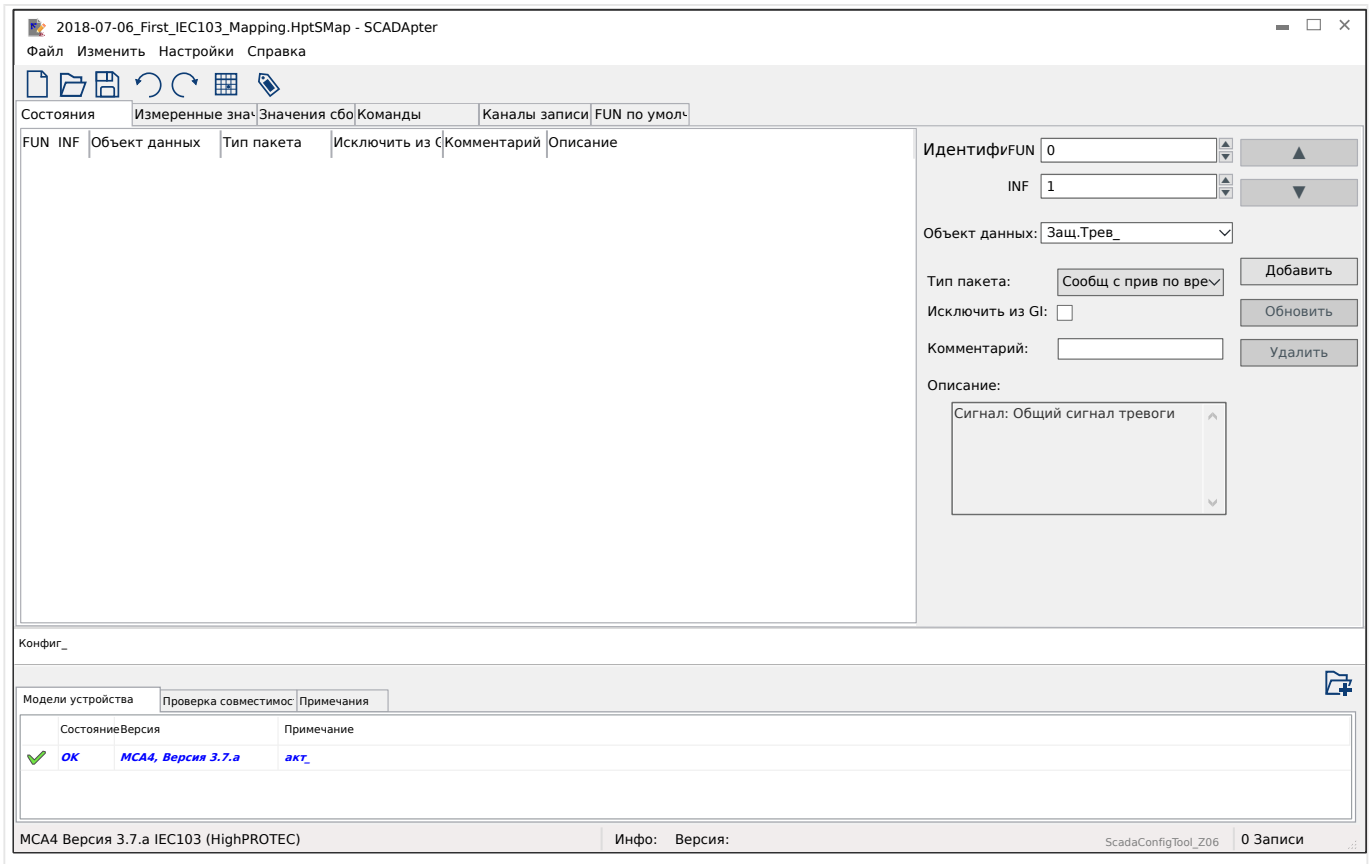 2018-07-06_First_IEC103_Mapping.HptSMap - SCADApter
Файл Изменить Настройки Справка
Состояния Измеренные знач Значения сбо Команды Каналы записи FUN по умолч
FUN INF Объект данных Тип пакета Исключить из G Комментарий Описание
Идентифи FUN 0
INF 1
Объект данных: Защ.Трев_
Добавить
Тип пакета: Сообщ с прив по вре
Исключить из GI: Обновить
Комментарий: Удалить
Описание:
Сигнал: Общий сигнал тревоги
Конфиг_
Модели устройства Проверка совместимос Примечания
Состояние Версия Примечание
OK MCA4, Версия 3.7.a акт_
MCA4 Версия 3.7.a IEC103 (HighPROTEC) Инфо: Версия: ScadaConfigTool_Z06 0 Записи